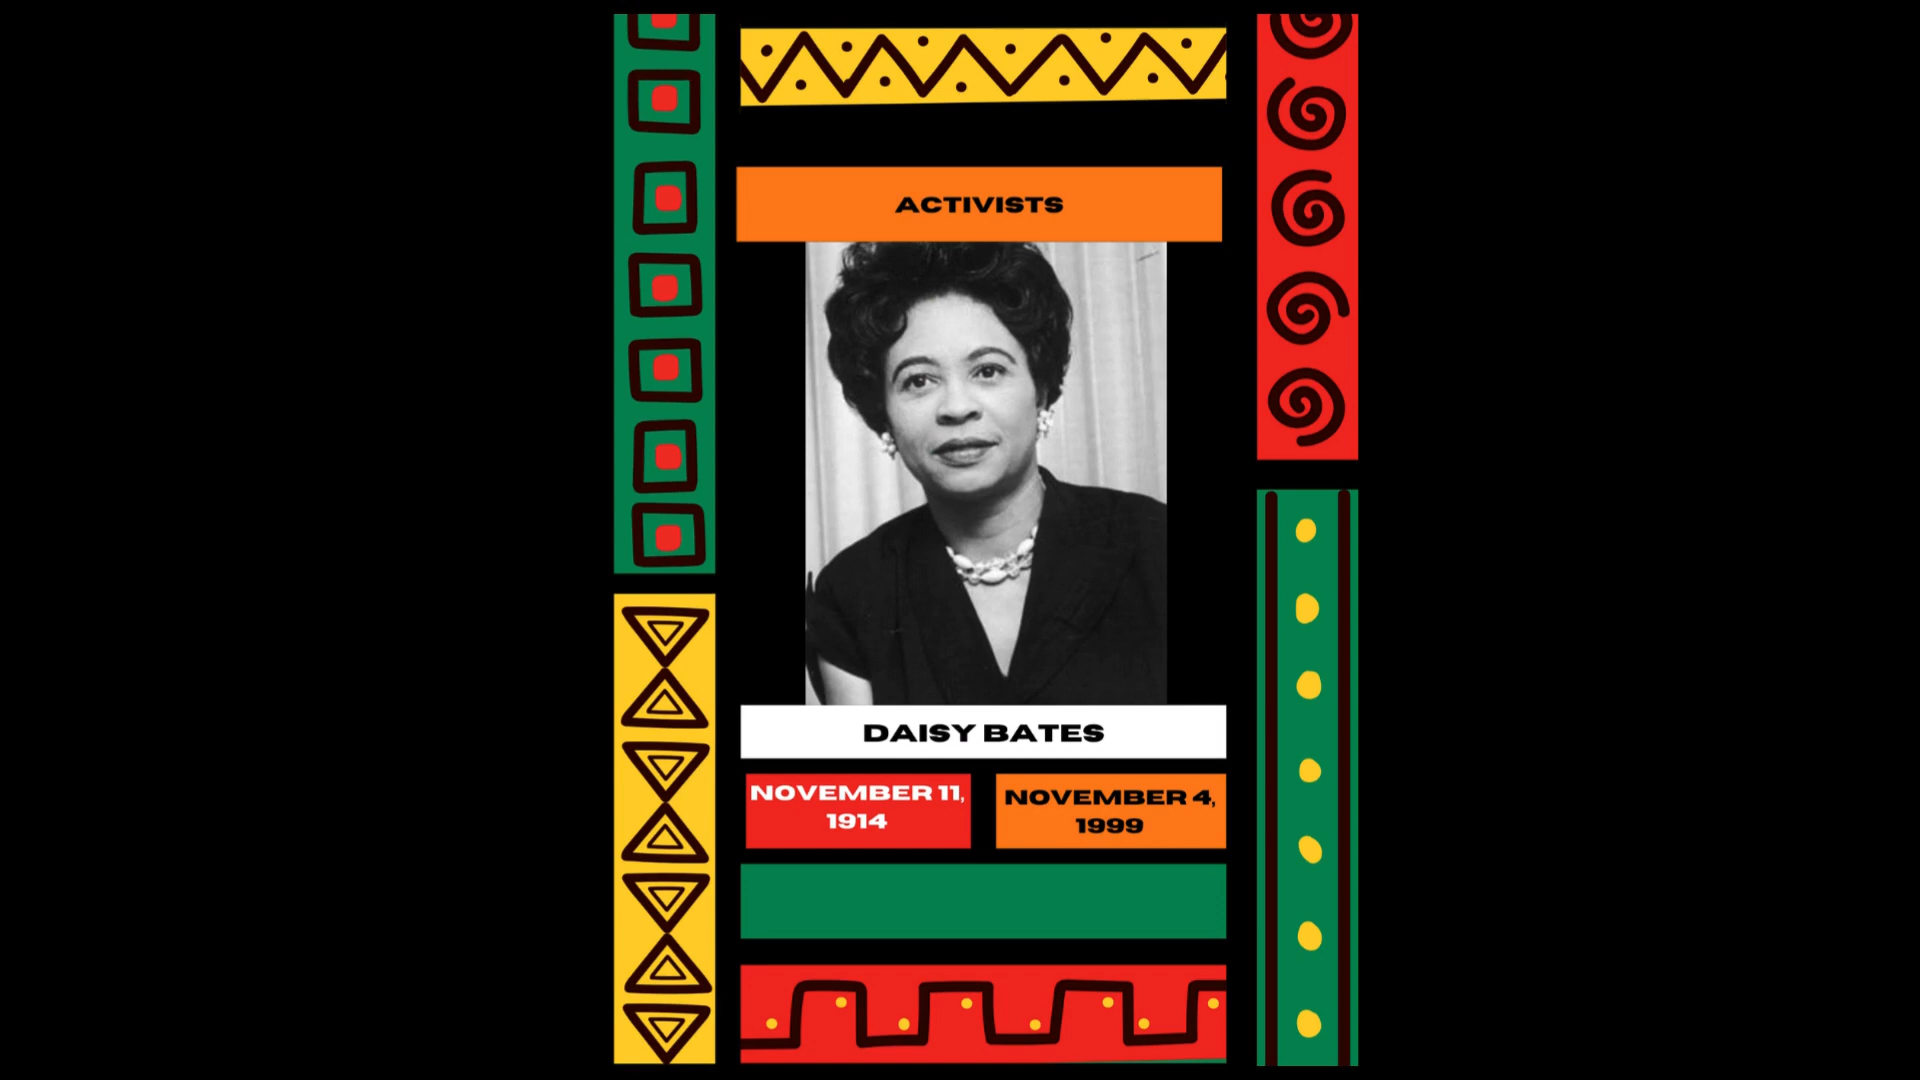 ACTIVISTS
DAISY BATES
NOVEMBER 11,
1914
NOVEMBER 4,
1999